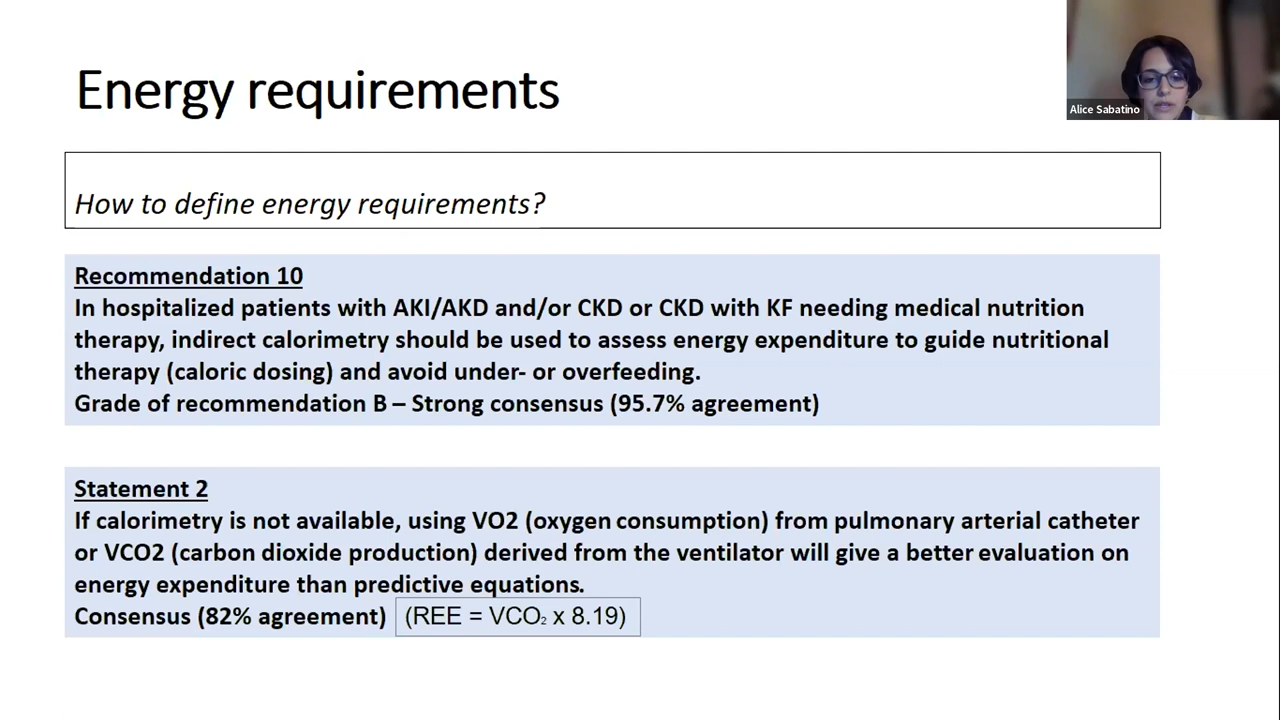 Energy requirements
Alice Sabatino
How to define energy requirements?
Recommendation 10
In hospitalized patients with AKI/AKD and/or CKD or CKD with KF needing medical nutrition
therapy, indirect calorimetry should be used to assess energy expenditure to guide nutritional
therapy (caloric dosing) and avoid under- or overfeeding.
Grade of recommendation B – Strong consensus (95.7% agreement)
Statement 2
If calorimetry is not available, using VO2 (oxygen consumption) from pulmonary arterial catheter
or VCO2 (carbon dioxide production) derived from the ventilator will give a better evaluation on
energy expenditure than predictive equations.
Consensus (82% agreement) (REE = VCO₂ x 8.19)